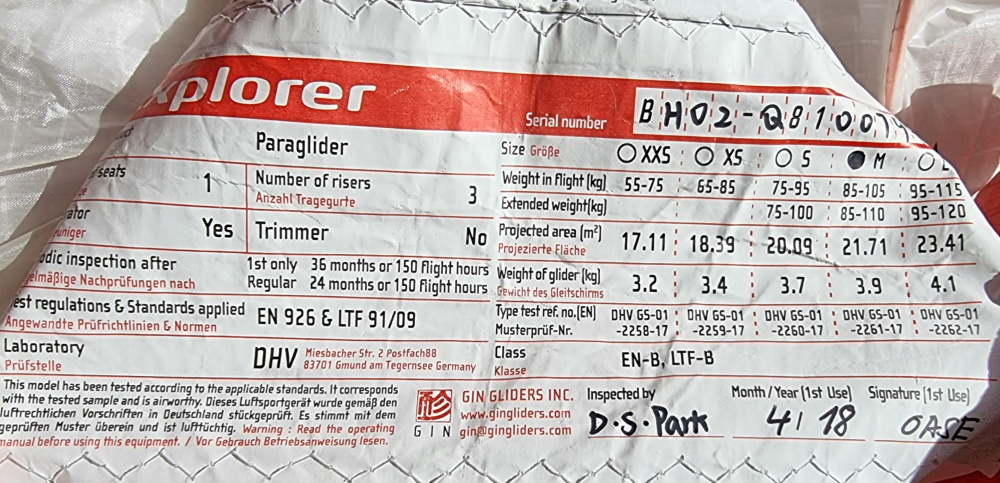 xplorer
Serial number BH02-Q81007
Paraglider
seats 1
Number of risers 3
Anzahl Tragegurte
Yes
Trimmer No
odic inspection after
elmäßige Nachprüfungen nach
1st only 36 months or 150 flight hours
Regular 24 months or 150 flight hours
est regulations & Standards applied
Angewandte Prüfrichtlinien & Normen
EN 926 & LTF 91/09
Laboratory
Prüfstelle
DHV Miesbacher Str. 2 Postfach88
83701 Gmund am Tegernsee Germany
This model has been tested according to the applicable standards. It corresponds
with the tested sample and is airworthy. Dieses Luftsportgerät wurde gemäß den
luftrechtlichen Vorschriften in Deutschland stückgeprüft. Es stimmt mit dem
geprüften Muster überein und ist lufttüchtig. Warning : Read the operating
manual before using this equipment. / Vor Gebrauch Betriebsanweisung lesen.
Size Größe XXS XS S M
Weight in flight (kg) 55-75 65-85 75-95 85-105 95-115
Extended weight(kg) 75-100 85-110 95-120
Projected area (m²) 17.11 18.39 20.09 21.71 23.41
Projezierte Fläche
Weight of glider (kg) 3.2 3.4 3.7 3.9 4.1
Gewicht des Gleitschirms
Type test ref. no.(EN) DHV GS-01 DHV GS-01 DHV GS-01 DHV GS-01 DHV GS-01
Musterprüf-Nr. -2258-17 -2259-17 -2260-17 -2261-17 -2262-17
Class EN-B, LTF-B
Klasse
GIN
GIN GLIDERS INC.
www.gingliders.com
gin@gingliders.com
Inspected by
D.S.Park
Month / Year (1st Use)
4/18
Signature (1st Use)
OASE